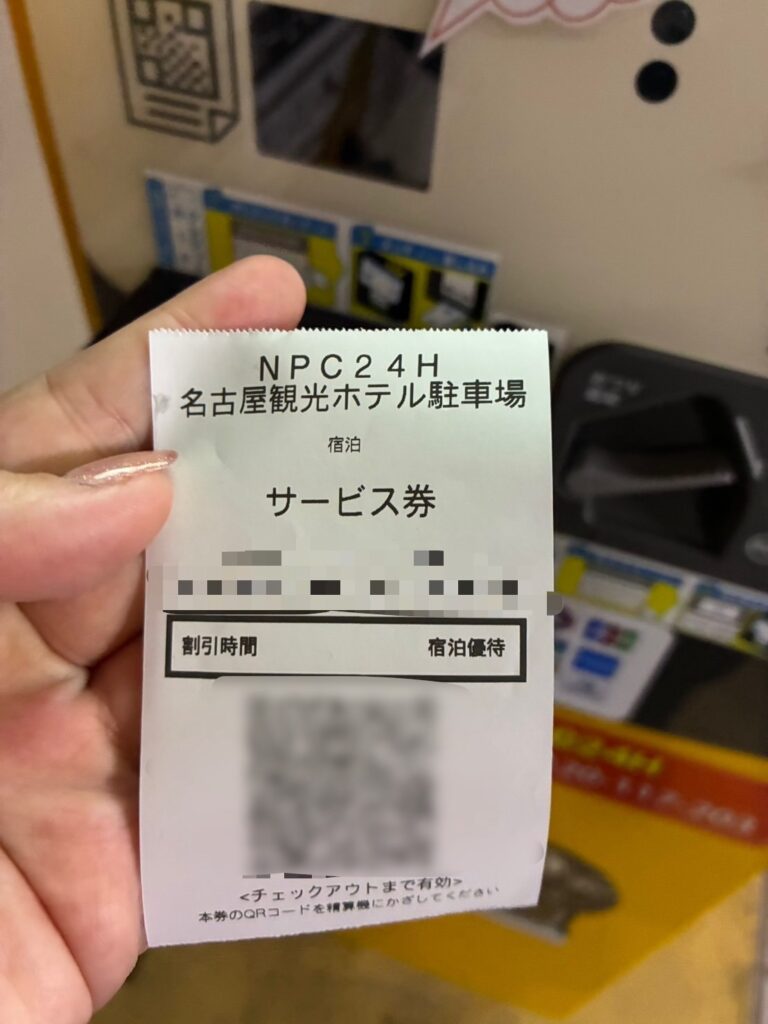 NPC24H
名古屋観光ホテル駐車場
宿泊
サービス券
割引時間 宿泊優待
<チェックアウトまで有効>
本券のQRコードを精算機にかざしてください